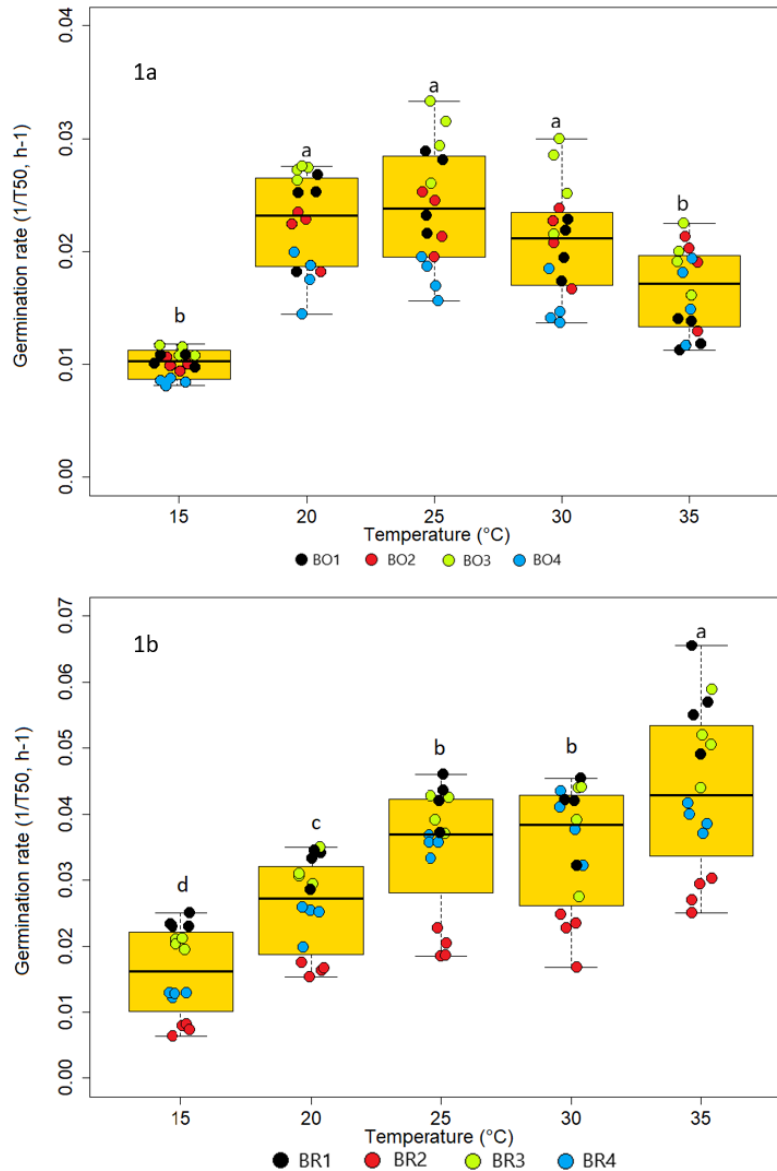 0.04
1a
a
a
a
0.03
b
0.02
b
0.01
0.00
Germination rate (1/T50, h-1)
15 20 25 30 35
Temperature (°C)
BO1 BO2 BO3 BO4
0.07
1b
a
0.06
b b
0.05
c
0.04
d
0.03
0.02
0.01
0.00
Germination rate (1/T50, h-1)
15 20 25 30 35
Temperature (°C)
BR1 BR2 BR3 BR4